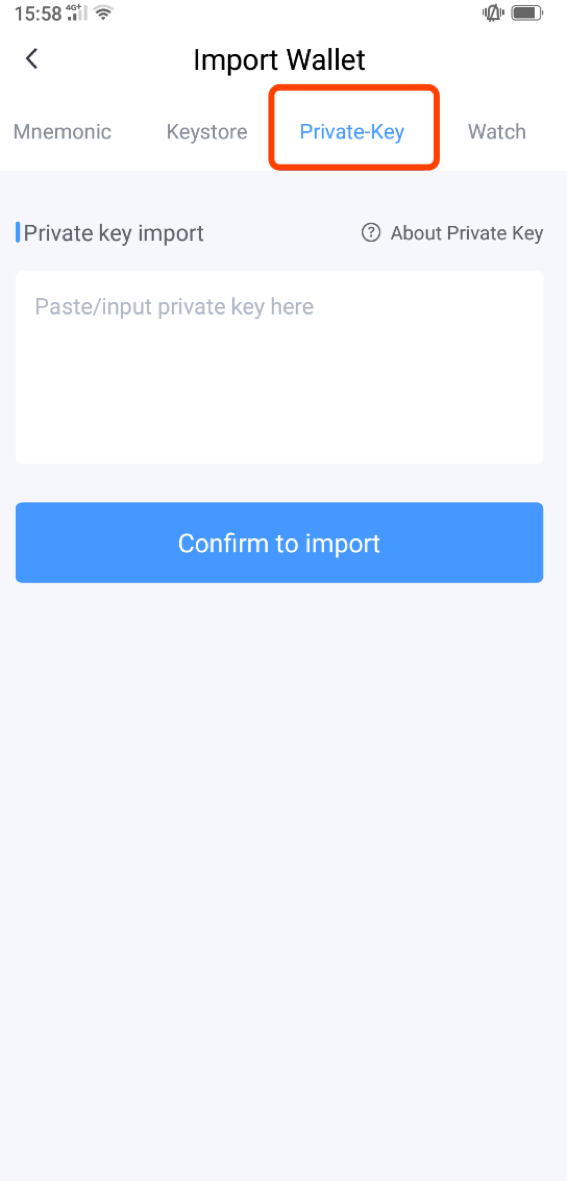 15:58 4G+
Import Wallet
Mnemonic Keystore Private-Key Watch
Private key import ? About Private Key
Paste/input private key here
Confirm to import